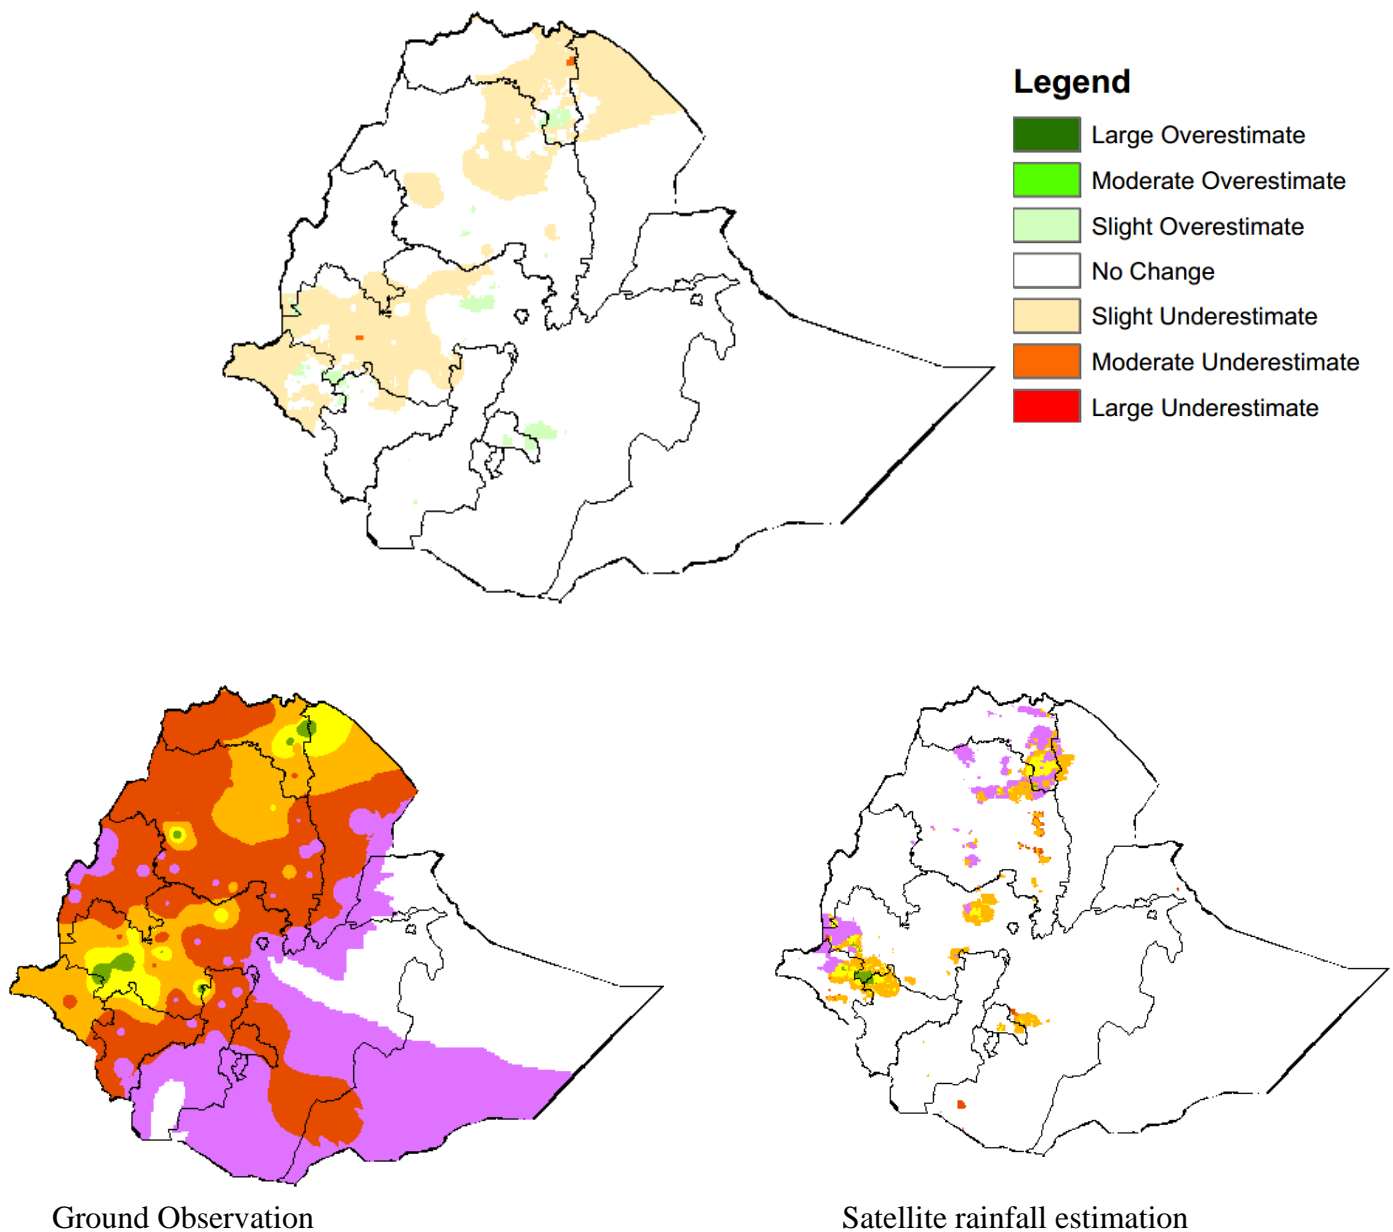 Legend
Large Overestimate
Moderate Overestimate
Slight Overestimate
No Change
Slight Underestimate
Moderate Underestimate
Large Underestimate
Ground Observation
Satellite rainfall estimation